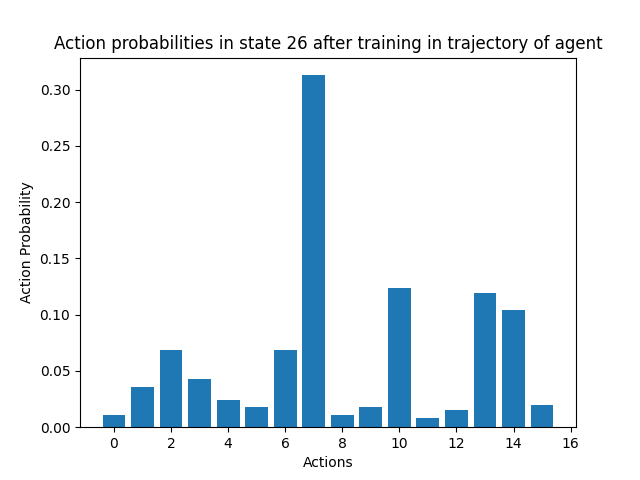 Action probabilities in state 26 after training in trajectory of agent
0.30
0.25
0.20
0.15
0.10
0.05
0.00
Action Probability
0 2 4 6 8 10 12 14 16
Actions